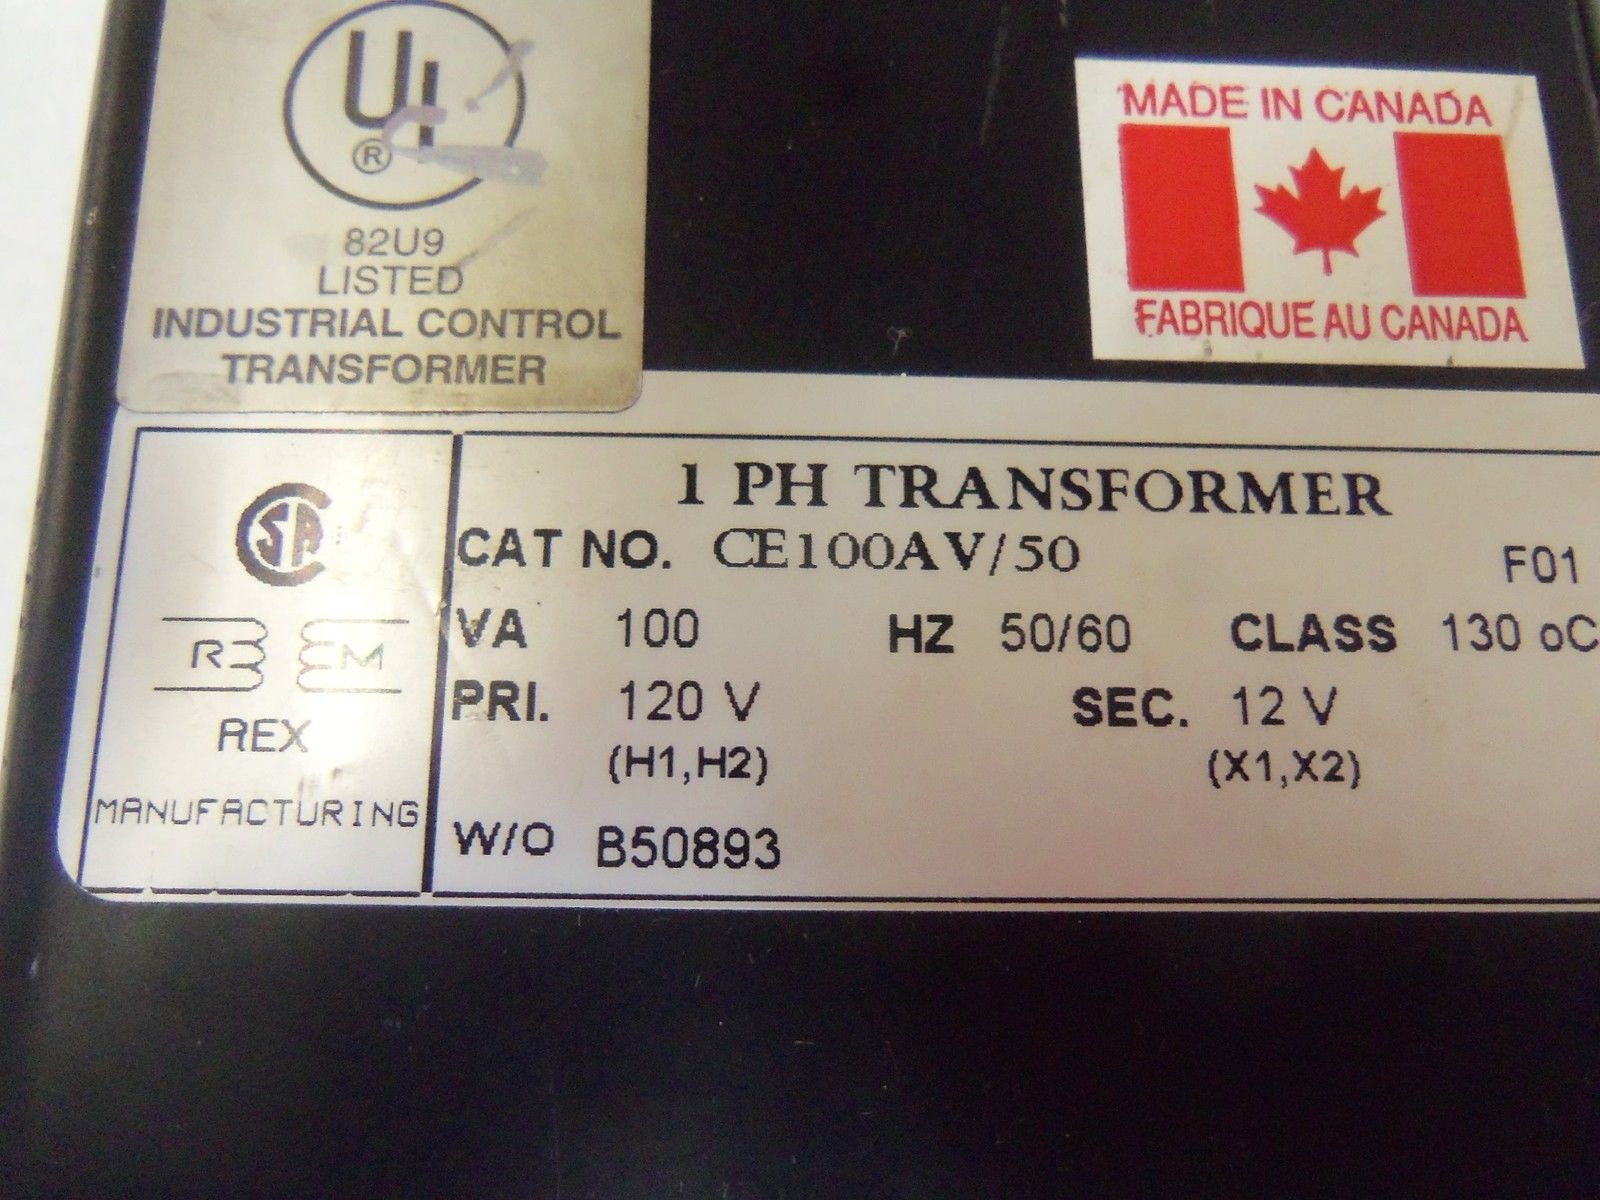 UL
®
82U9
LISTED
INDUSTRIAL CONTROL
TRANSFORMER
MADE IN CANADA
FABRIQUE AU CANADA
CSA
R M
REX
MANUFACTURING
1 PH TRANSFORMER
CAT NO. CE100AV/50 F01
VA 100 HZ 50/60 CLASS 130 oC
PRI. 120 V SEC. 12 V
(H1,H2) (X1,X2)
W/O B50893